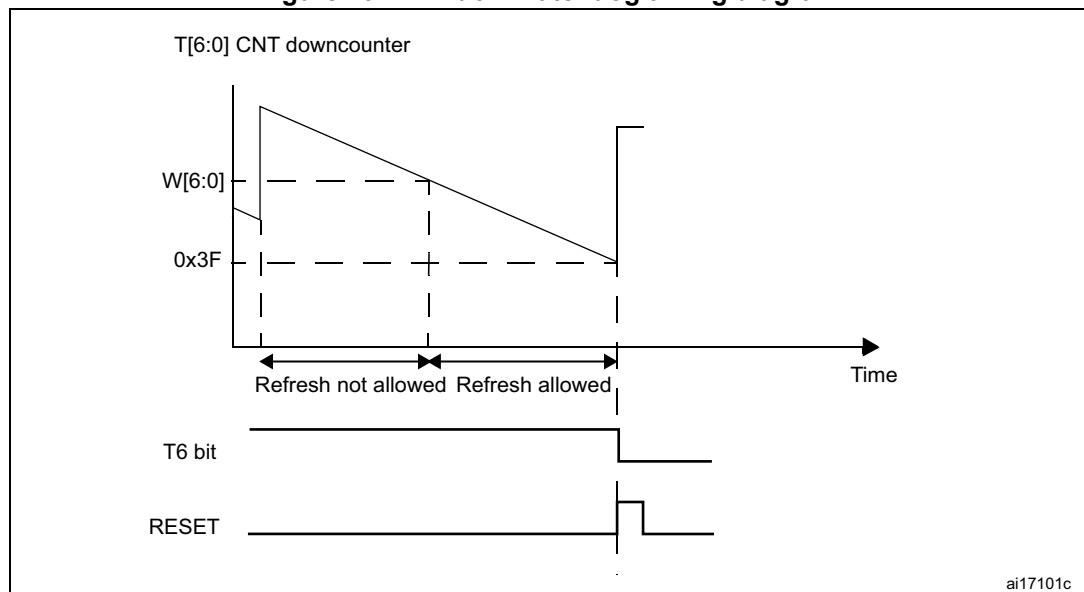 T[6:0] CNT downcounter
W[6:0]
0x3F
Refresh not allowed Refresh allowed
Time
T6 bit
RESET
ai17101c